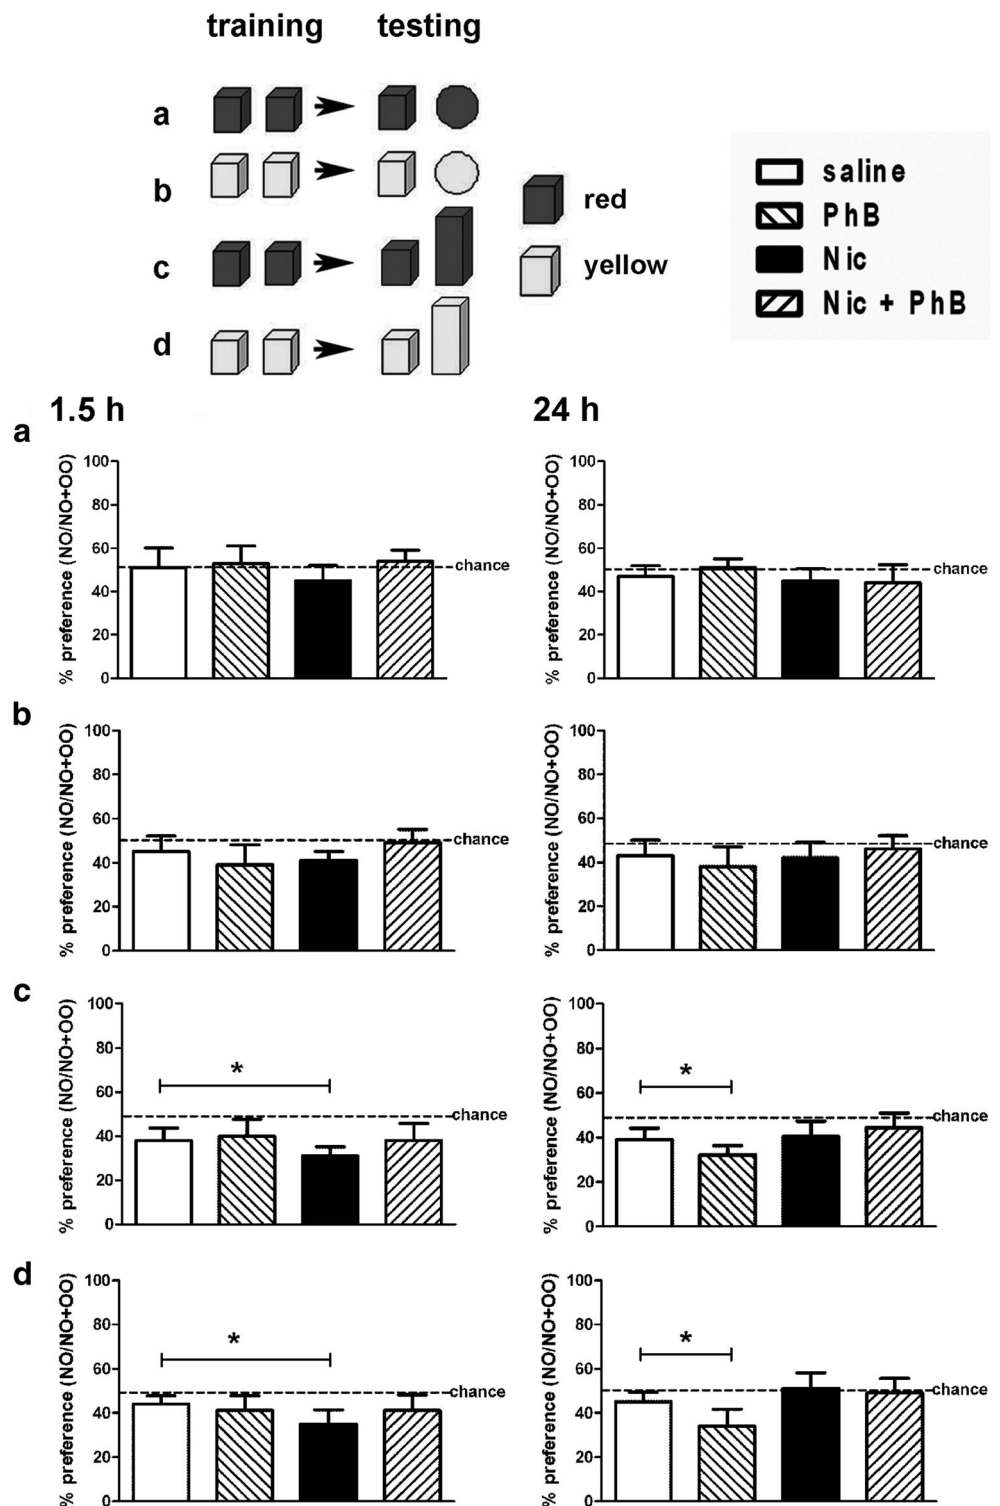 training testing
a
b
c
d
red
yellow
saline
PhB
Nic
Nic + PhB
1.5 h 24 h
a
% preference (NO/NO+OO)
100
80
60
40
20
0
chance
% preference (NO/NO+OO)
100
80
60
40
20
0
chance
b
% preference (NO/NO+OO)
100
80
60
40
20
0
chance
% preference (NO/NO+OO)
100
80
60
40
20
0
chance
c
% preference (NO/NO+OO)
100
80
60
40
20
0
*
chance
% preference (NO/NO+OO)
100
80
60
40
20
0
*
chance
d
% preference (NO/NO+OO)
100
80
60
40
20
0
*
chance
% preference (NO/NO+OO)
100
80
60
40
20
0
*
chance